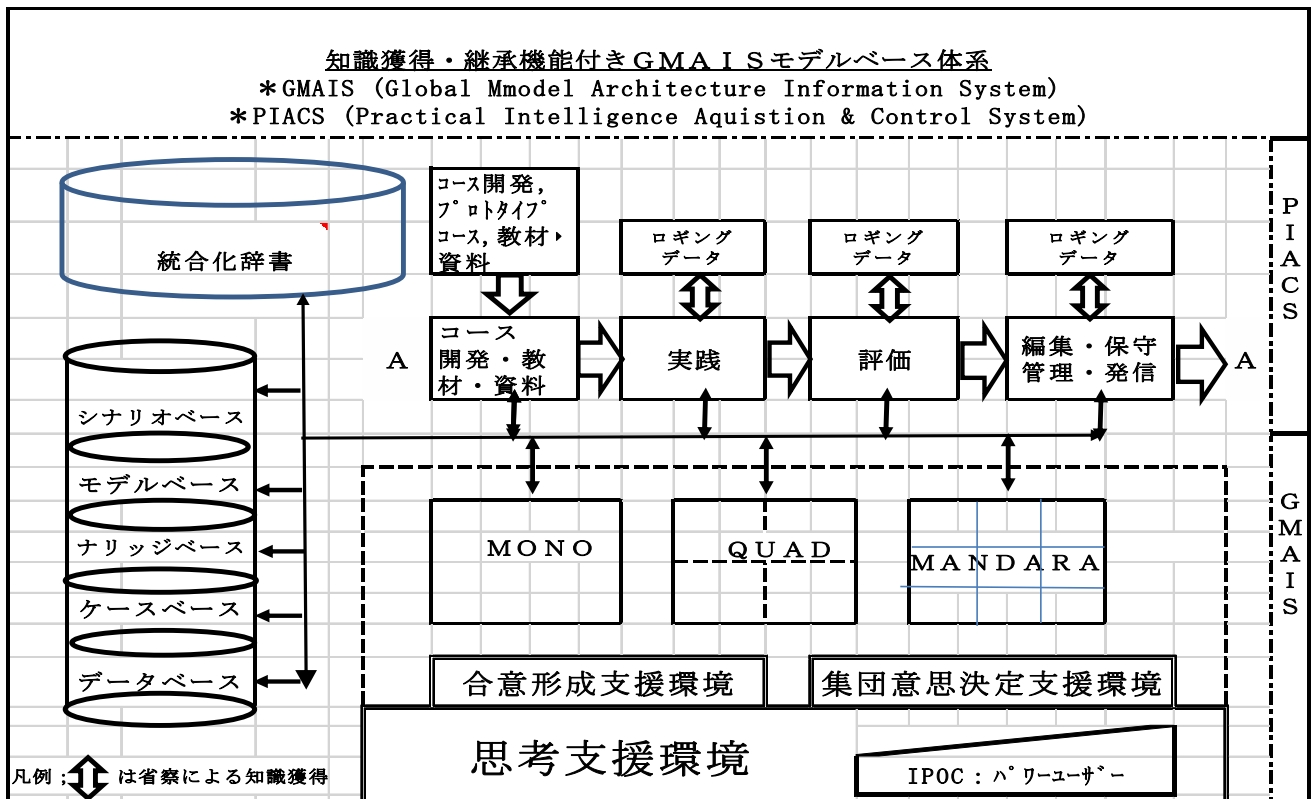 知識獲得・継承機能付きＧＭＡＩＳモデルベース体系
＊GMAIS (Global Mmodel Architecture Information System)
＊PIACS (Practical Intelligence Aquistion & Control System)
統合化辞書
ｺｰｽ開発，
ﾌﾟﾛﾄﾀｲﾌﾟ
ｺｰｽ，教材・
資料
ロギング
データ
ロギング
データ
ロギング
データ
ＰＩＡＣＳ
Ａ
コース
開発・教
材・資料
実践
評価
編集・保守
管理・発信
Ａ
シナリオベース
モデルベース
ナリッジベース
ケースベース
データベース
ＭＯＮＯ
ＱＵＡＤ
ＭＡＮＤＡＲＡ
ＧＭＡＩＳ
合意形成支援環境
集団意思決定支援環境
思考支援環境
IPOC：ﾊﾟﾜｰﾕｰｻﾞｰ
凡例；は省察による知識獲得